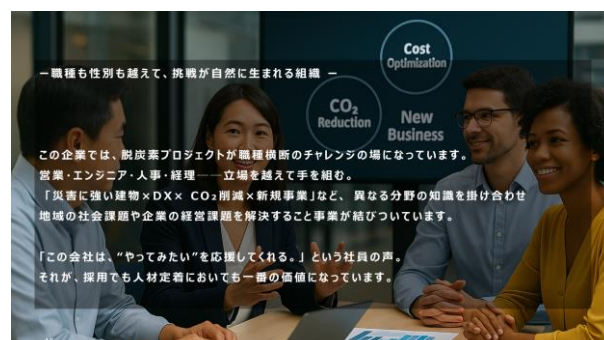 Cost
Optimization
ー職種も性別も越えて、挑戦が自然に生まれる組織 ー
CO₂
Reduction
New
Business
この企業では、脱炭素プロジェクトが職種横断のチャレンジの場になっています。
営業・エンジニア・人事・経理──立場を越えて手を組む。
「災害に強い建物×DX× CO₂削減×新規事業」など、異なる分野の知識を掛け合わせ
地域の社会課題や企業の経営課題を解決すること事業が結びついています。
「この会社は、“やってみたい”を応援してくれる。」という社員の声。
それが、採用でも人材定着においても一番の価値になっています。